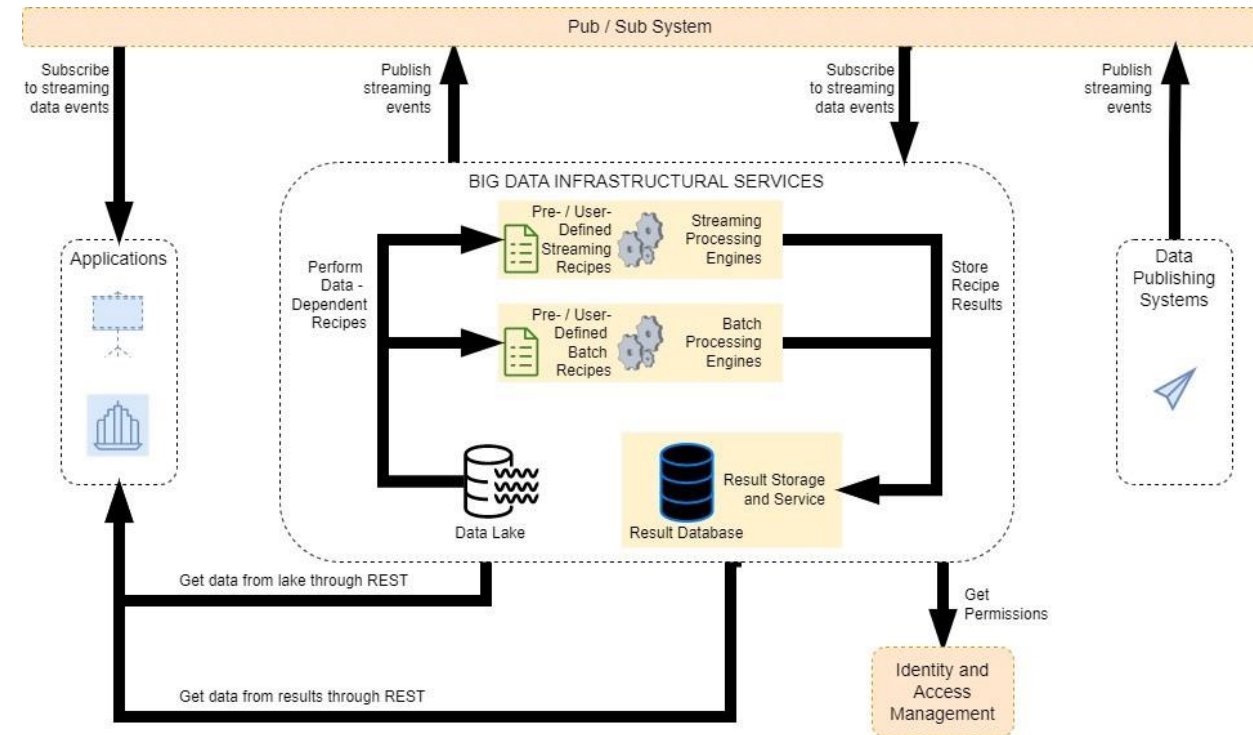 Pub / Sub System
Subscribe
to streaming
data events
Publish
streaming
events
Subscribe
to streaming
data events
Publish
streaming
events
BIG DATA INFRASTRUCTURAL SERVICES
Pre- / User-
Defined
Streaming
Recipes
Streaming
Processing
Engines
Applications
Perform
Data -
Dependent
Recipes
Store
Recipe
Results
Data
Publishing
Systems
Pre- / User-
Defined
Batch
Recipes
Batch
Processing
Engines
Data Lake
Result Storage
and Service
Result Database
Get data from lake through REST
Get
Permissions
Get data from results through REST
Identity and
Access
Management